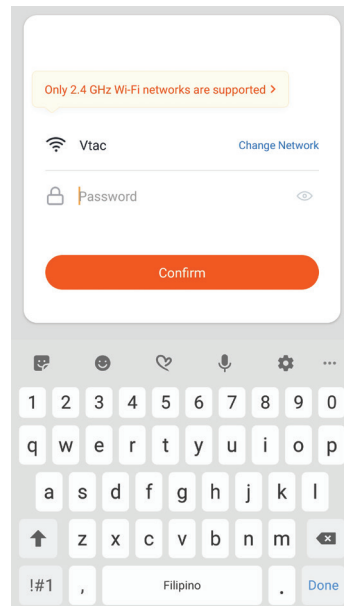 Only 2.4 GHz Wi-Fi networks are supported >
Vtac Change Network
Password
Confirm
1 2 3 4 5 6 7 8 9 0
q w e r t y u i o p
a s d f g h j k l
z x c v b n m
!#1 , Filipino . Done